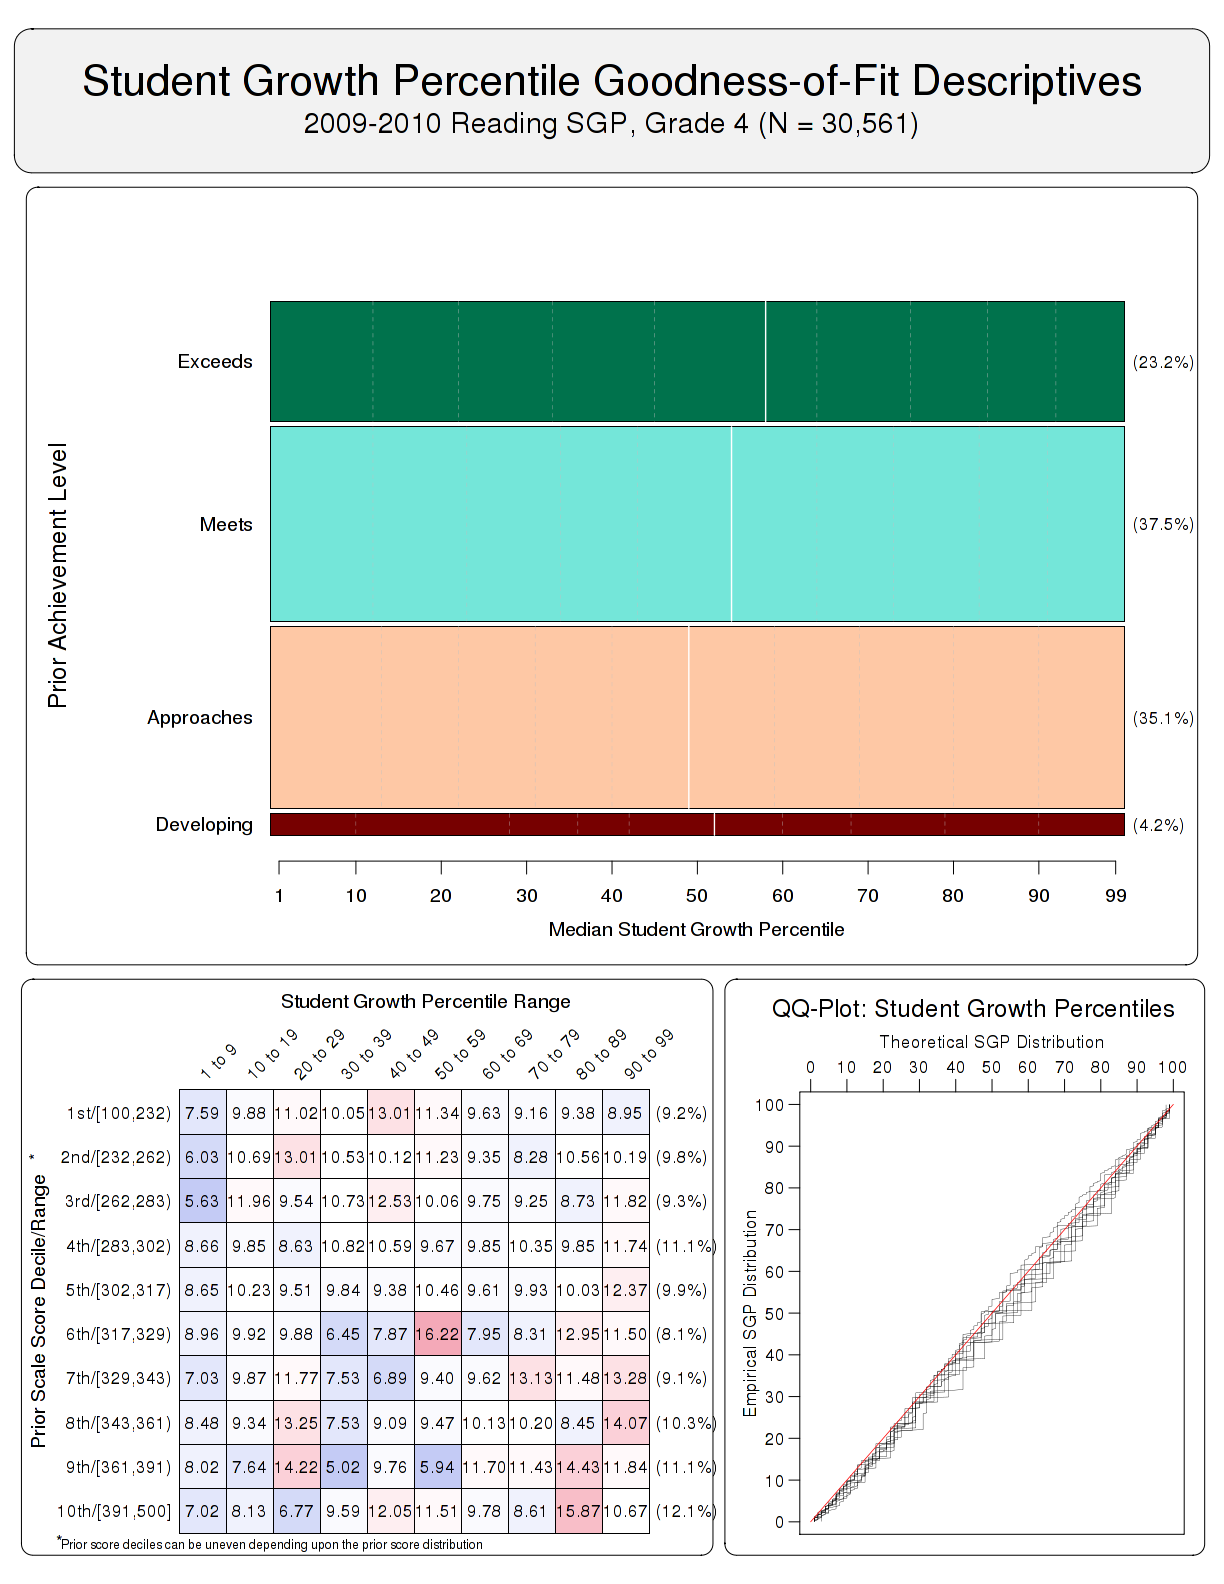 Student Growth Percentile Goodness-of-Fit Descriptives
2009-2010 Reading SGP, Grade 4 (N = 30,561)
Prior Achievement Level
Exceeds (23.2%)
Meets (37.5%)
Approaches (35.1%)
Developing (4.2%)
1 10 20 30 40 50 60 70 80 90 99
Median Student Growth Percentile
Student Growth Percentile Range
1 to 9 10 to 19 20 to 29 30 to 39 40 to 49 50 to 59 60 to 69 70 to 79 80 to 89 90 to 99
Prior Scale Score Decile/Range *
1st/[100,232) 7.59 9.88 11.02 10.05 13.01 11.34 9.63 9.16 9.38 8.95 (9.2%)
2nd/[232,262) 6.03 10.69 13.01 10.53 10.12 11.23 9.35 8.28 10.56 10.19 (9.8%)
3rd/[262,283) 5.63 11.96 9.54 10.73 12.53 10.06 9.75 9.25 8.73 11.82 (9.3%)
4th/[283,302) 8.66 9.85 8.63 10.82 10.59 9.67 9.85 10.35 9.85 11.74 (11.1%)
5th/[302,317) 8.65 10.23 9.51 9.84 9.38 10.46 9.61 9.93 10.03 12.37 (9.9%)
6th/[317,329) 8.96 9.92 9.88 6.45 7.87 16.22 7.95 8.31 12.95 11.50 (8.1%)
7th/[329,343) 7.03 9.87 11.77 7.53 6.89 9.40 9.62 13.13 11.48 13.28 (9.1%)
8th/[343,361) 8.48 9.34 13.25 7.53 9.09 9.47 10.13 10.20 8.45 14.07 (10.3%)
9th/[361,391) 8.02 7.64 14.22 5.02 9.76 5.94 11.70 11.43 14.43 11.84 (11.1%)
10th/[391,500] 7.02 8.13 6.77 9.59 12.05 11.51 9.78 8.61 15.87 10.67 (12.1%)
*Prior score deciles can be uneven depending upon the prior score distribution
QQ-Plot: Student Growth Percentiles
Theoretical SGP Distribution
0 10 20 30 40 50 60 70 80 90 100
Empirical SGP Distribution
100
90
80
70
60
50
40
30
20
10
0